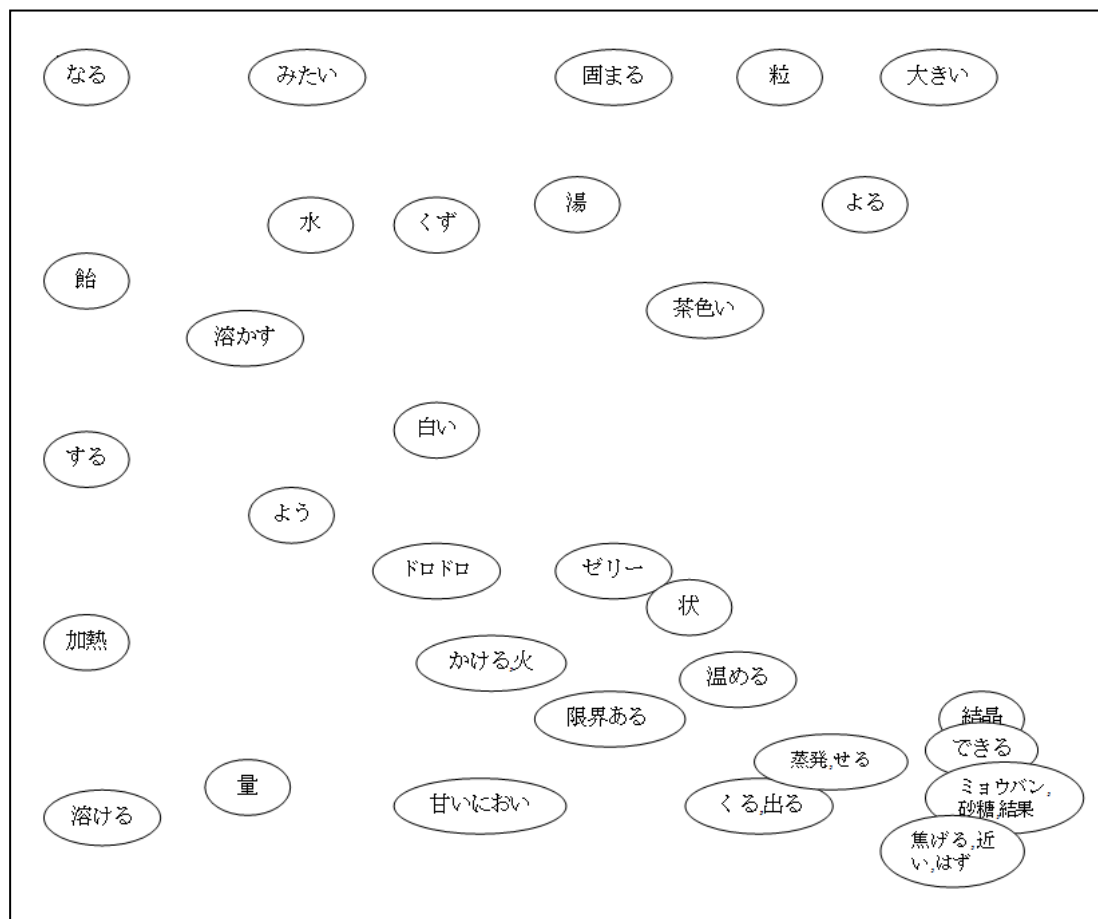 なる
みたい
固まる
粒
大きい
水
くず
湯
よる
飴
溶かす
茶色い
白い
する
よう
ドロドロ
ゼリー
状
加熱
かける,火
温める
限界ある
結晶
できる
蒸発,せる
量
溶ける
甘いにおい
くる,出る
ミョウバン,
砂糖,結果
焦げる,近
い,はず